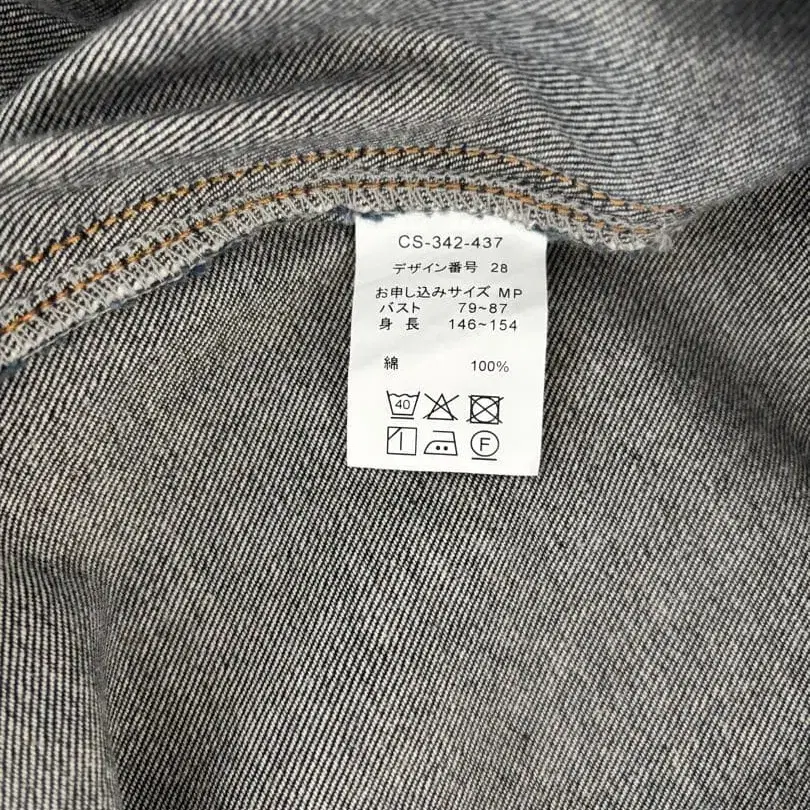 CS-342-437
デザイン番号 28
お申し込みサイズ MP
バスト 79~87
身長 146~154
綿 100%
40
F